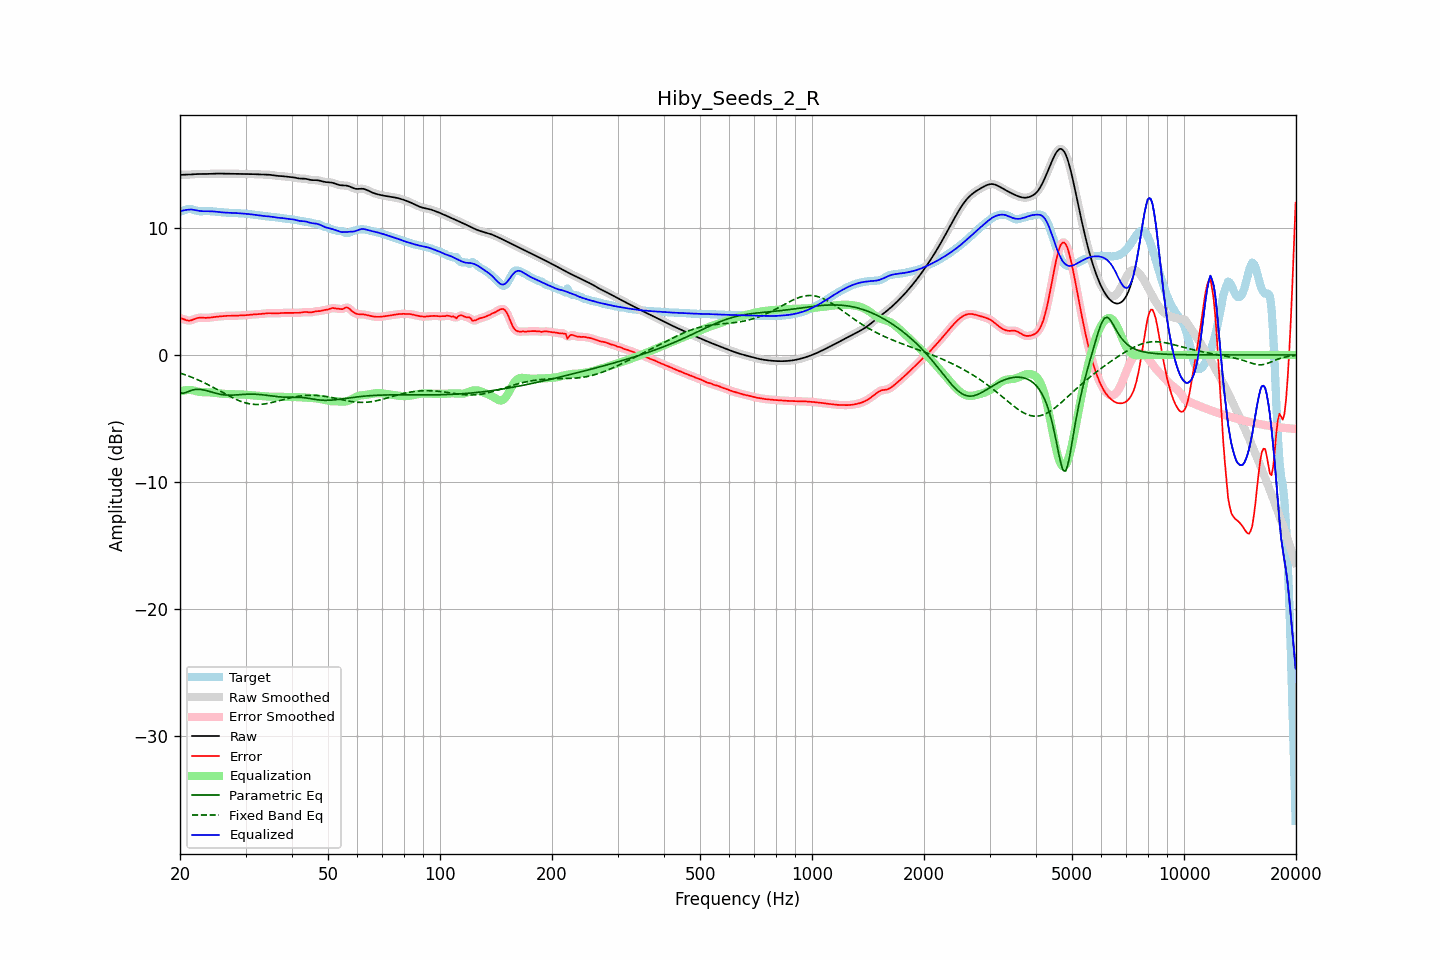 Hiby_Seeds_2_R
Amplitude (dBr)
10
0
−10
−20
−30
Target
Raw Smoothed
Error Smoothed
Raw
Error
Equalization
Parametric Eq
Fixed Band Eq
Equalized
20 50 100 200 500 1000 2000 5000 10000 20000
Frequency (Hz)